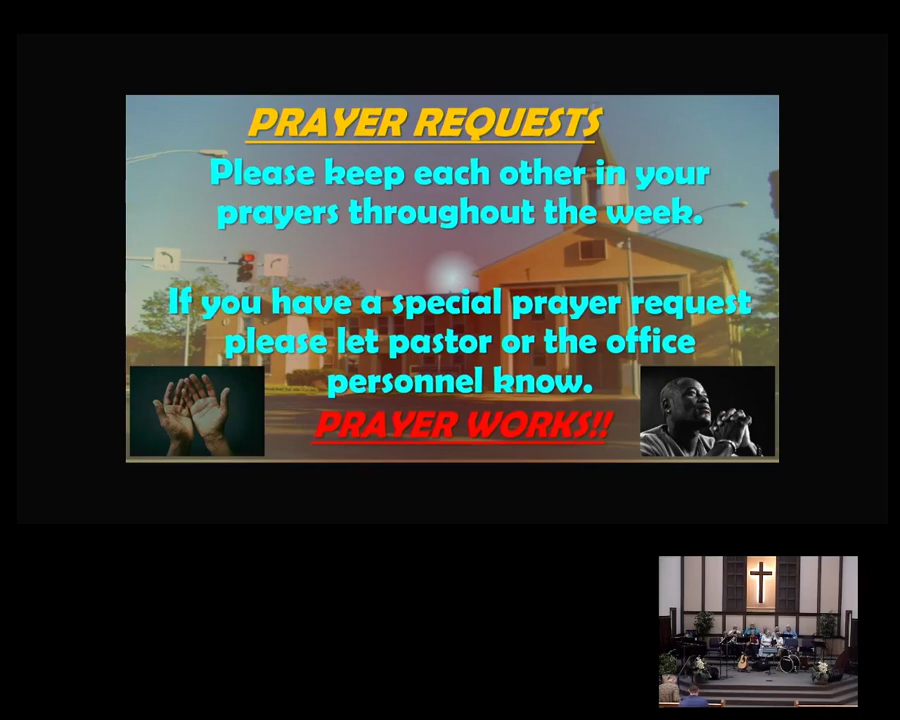 PRAYER REQUESTS
Please keep each other in your
prayers throughout the week.
If you have a special prayer request
please let pastor or the office
personnel know.
PRAYER WORKS!!